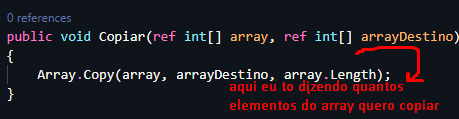 0 references
public void Copiar(ref int[] array, ref int[] arrayDestino)
{
Array.Copy(array, arrayDestino, array.Length);
aqui eu to dizendo quantos
elementos do array quero copiar
}